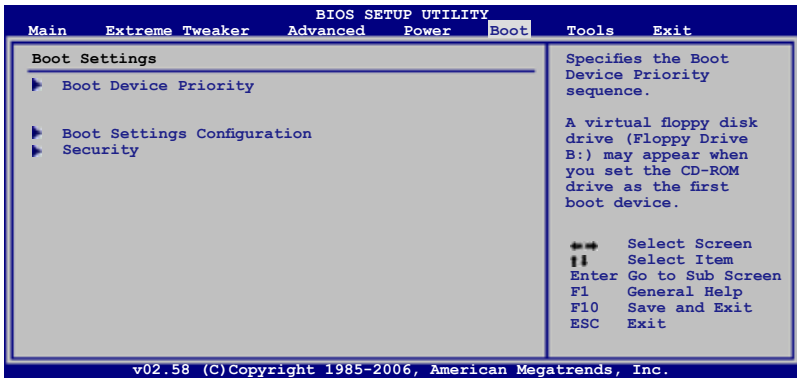 BIOS SETUP UTILITY
Main Extreme Tweaker Advanced Power Boot Tools Exit
Boot Settings
Boot Device Priority
Boot Settings Configuration
Security
Specifies the Boot
Device Priority
sequence.
A virtual floppy disk
drive (Floppy Drive
B:) may appear when
you set the CD-ROM
drive as the first
boot device.
Select Screen
Select Item
Enter Go to Sub Screen
F1 General Help
F10 Save and Exit
ESC Exit
v02.58 (C)Copyright 1985-2006, American Megatrends, Inc.